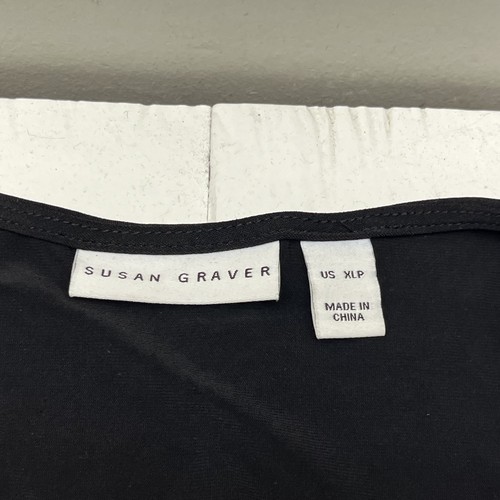 SUSAN GRAVER
US XLP
MADE IN
CHINA